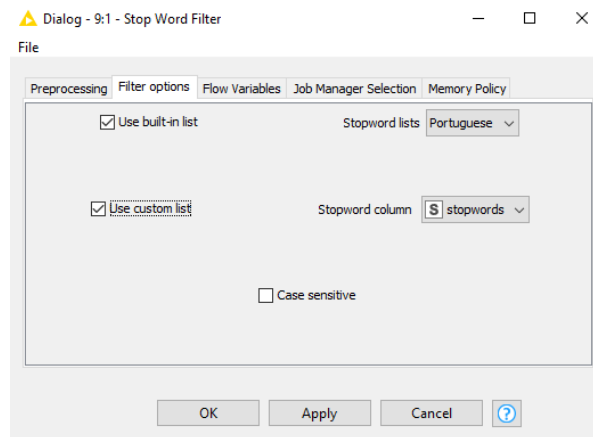 Dialog - 9:1 - Stop Word Filter
File
Preprocessing Filter options Flow Variables Job Manager Selection Memory Policy
Use built-in list Stopword lists Portuguese
Use custom list Stopword column S stopwords
Case sensitive
OK Apply Cancel ?